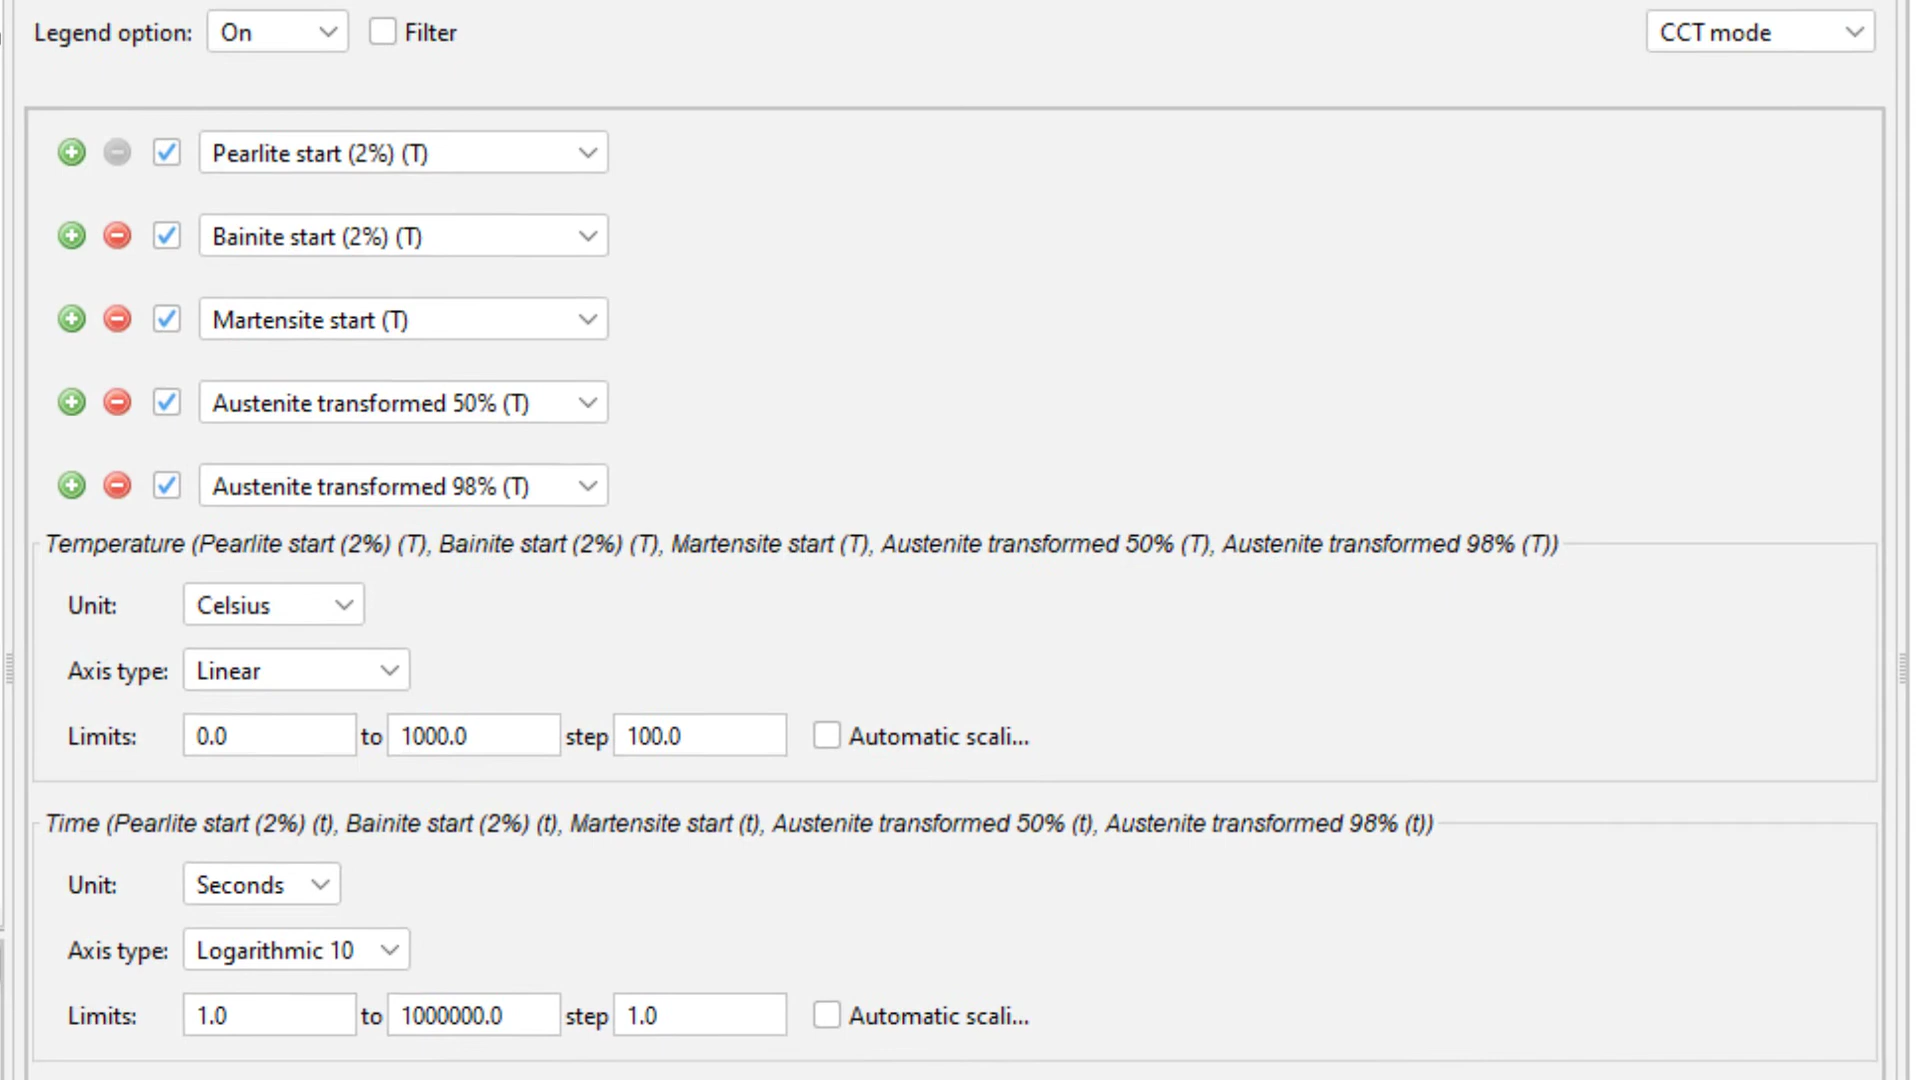 Legend option: On Filter CCT mode
Pearlite start (2%) (T)
Bainite start (2%) (T)
Martensite start (T)
Austenite transformed 50% (T)
Austenite transformed 98% (T)
Temperature (Pearlite start (2%) (T), Bainite start (2%) (T), Martensite start (T), Austenite transformed 50% (T), Austenite transformed 98% (T))
Unit: Celsius
Axis type: Linear
Limits: 0.0 to 1000.0 step 100.0 Automatic scali...
Time (Pearlite start (2%) (t), Bainite start (2%) (t), Martensite start (t), Austenite transformed 50% (t), Austenite transformed 98% (t))
Unit: Seconds
Axis type: Logarithmic 10
Limits: 1.0 to 1000000.0 step 1.0 Automatic scali...